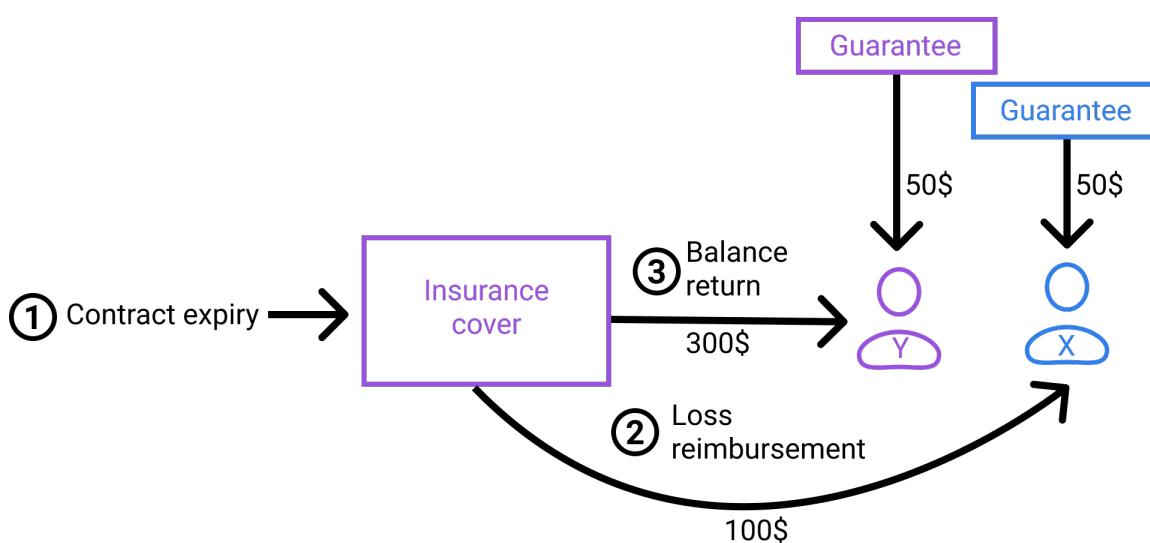 Guarantee
Guarantee
50$
50$
3
Balance
return
Insurance
cover
1
Contract expiry
300$
Y
X
2
Loss
reimbursement
100$